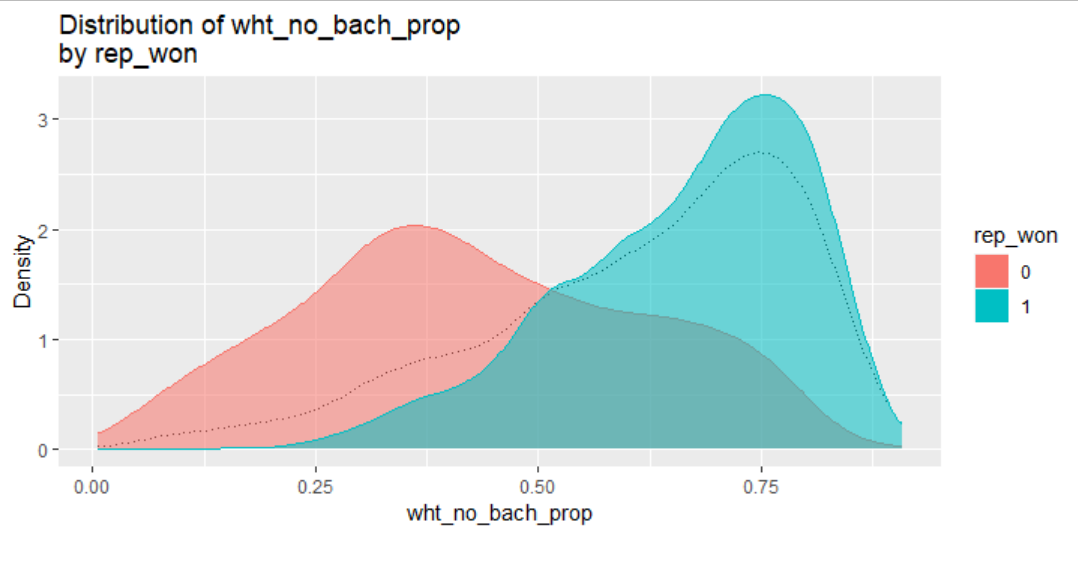 Distribution of wht_no_bach_prop
by rep_won
3
2
1
0
Density
0.00 0.25 0.50 0.75
wht_no_bach_prop
rep_won
0
1